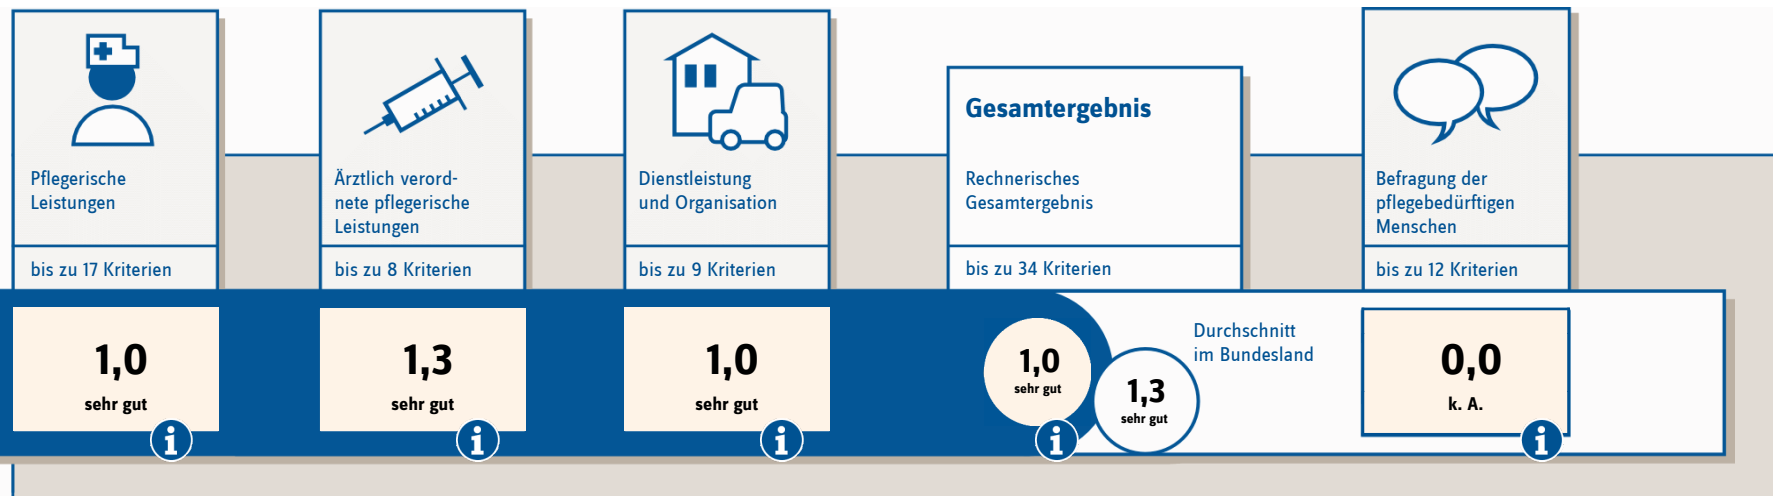 Pflegerische
Leistungen
bis zu 17 Kriterien
1,0
sehr gut
i
Ärztlich verord-
nete pflegerische
Leistungen
bis zu 8 Kriterien
1,3
sehr gut
i
Dienstleistung
und Organisation
bis zu 9 Kriterien
1,0
sehr gut
i
Gesamtergebnis
Rechnerisches
Gesamtergebnis
bis zu 34 Kriterien
1,0
sehr gut
i
1,3
sehr gut
Durchschnitt
im Bundesland
Befragung der
pflegebedürftigen
Menschen
bis zu 12 Kriterien
0,0
k. A.
i